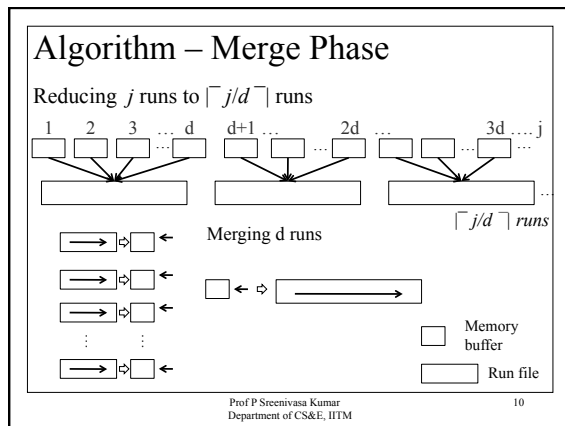 Algorithm – Merge Phase
Reducing j runs to |¯ j/d ¯| runs
1 2 3 … d d+1 … 2d … 3d …. j
… … … …
…
|¯ j/d ¯| runs
Merging d runs
Memory
buffer
Run file
Prof P Sreenivasa Kumar
Department of CS&E, IITM
10